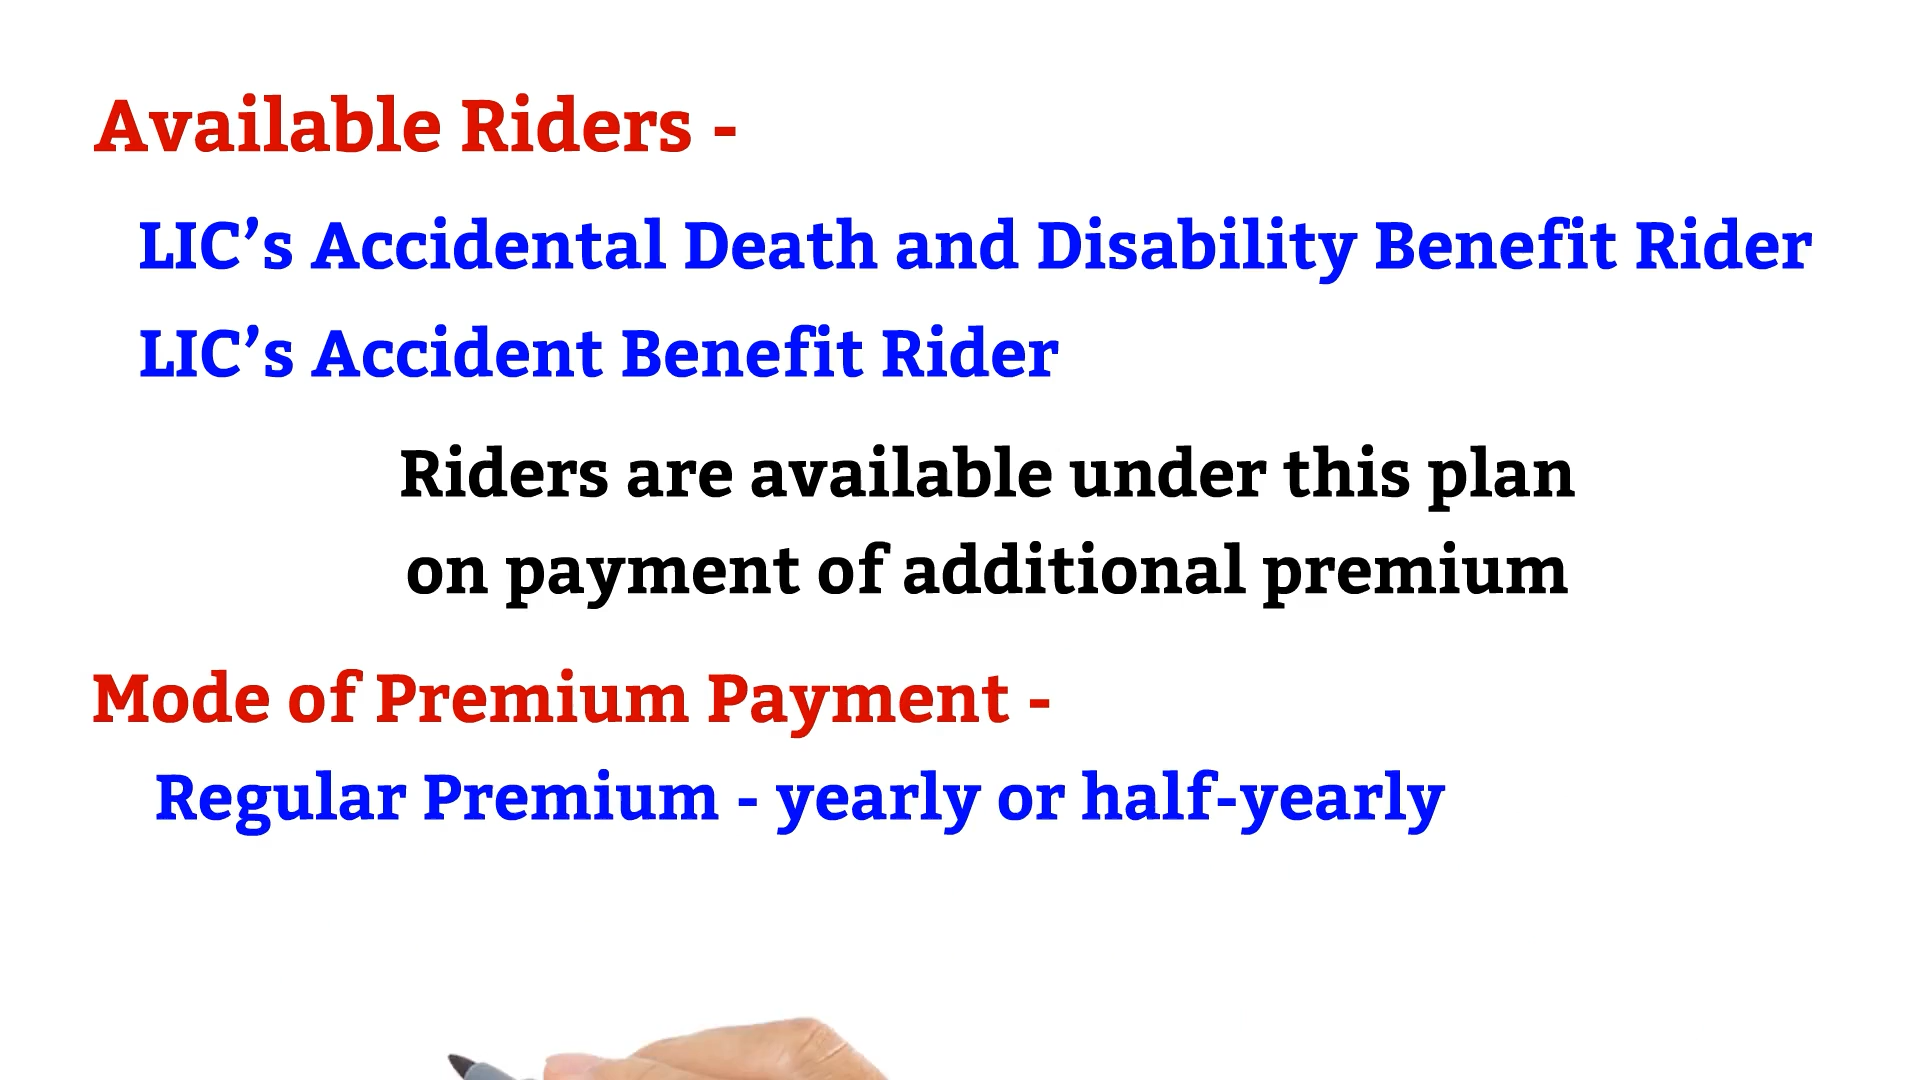 Available Riders -
LIC’s Accidental Death and Disability Benefit Rider
LIC’s Accident Benefit Rider
Riders are available under this plan
on payment of additional premium
Mode of Premium Payment -
Regular Premium - yearly or half-yearly